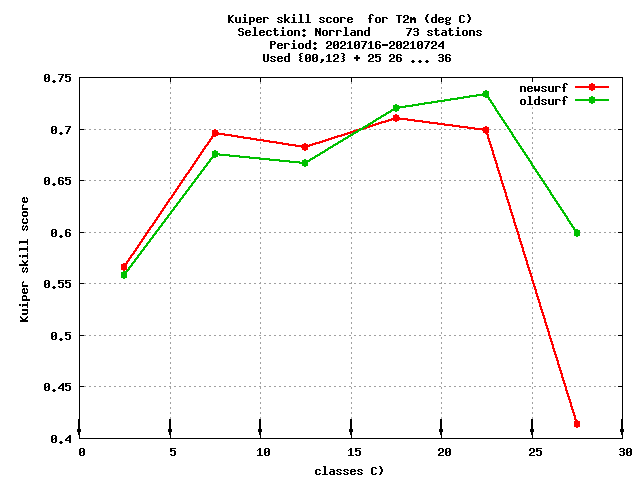 Kuiper skill score  for T2m (deg C)
Selection: Norrland     73 stations
Period: 20210716-20210724
Used {00,12} + 25 26 ... 36
newsurf
oldsurf
Kuiper skill score
0.75
0.7
0.65
0.6
0.55
0.5
0.45
0.4
0 5 10 15 20 25 30
classes C)